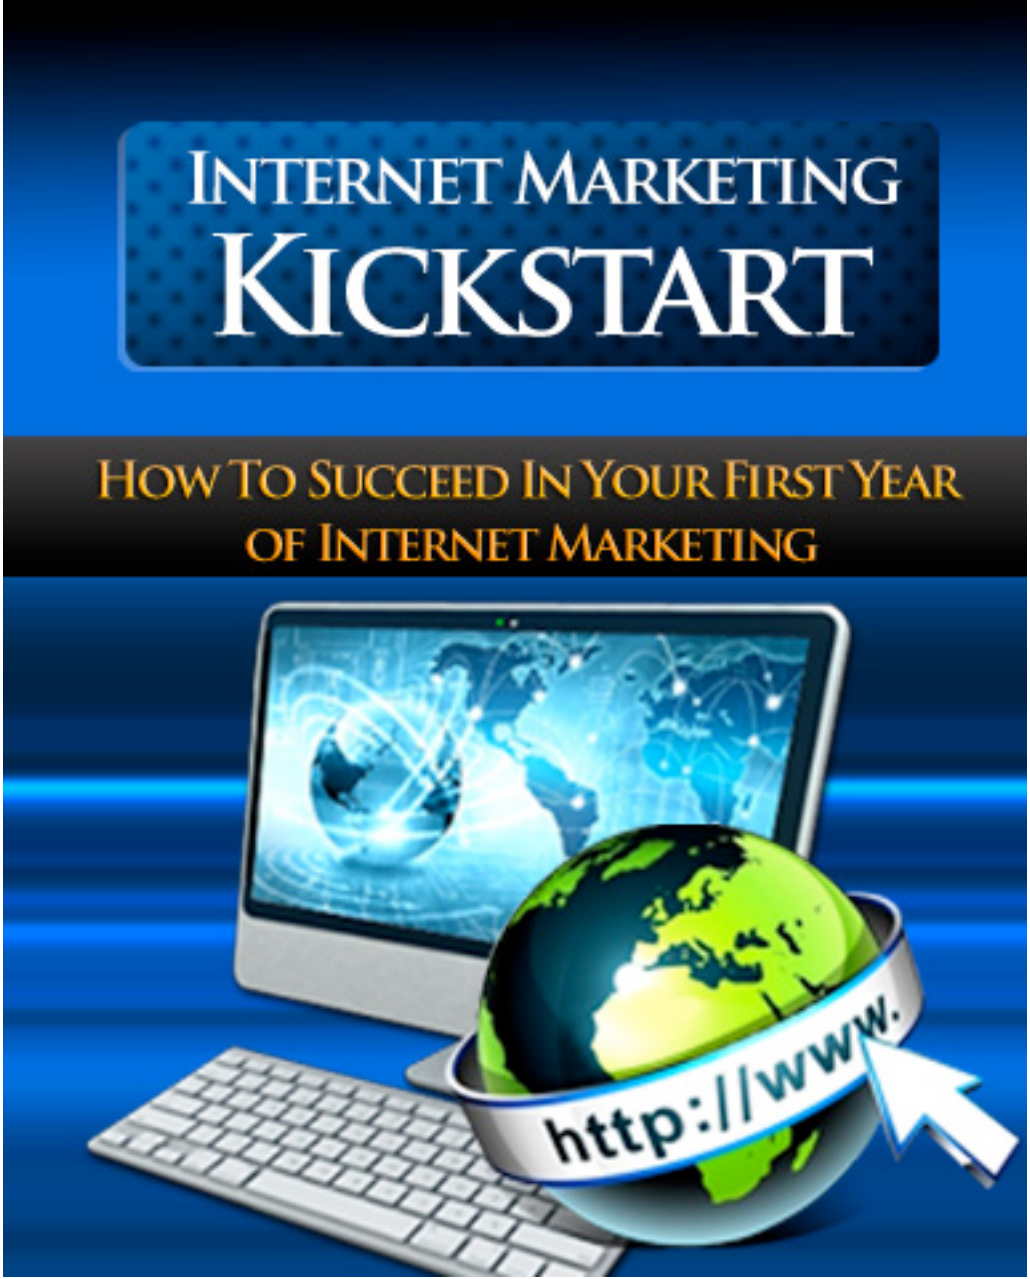 Internet Marketing
Kickstart
How To Succeed In Your First Year
of Internet Marketing
http://www.